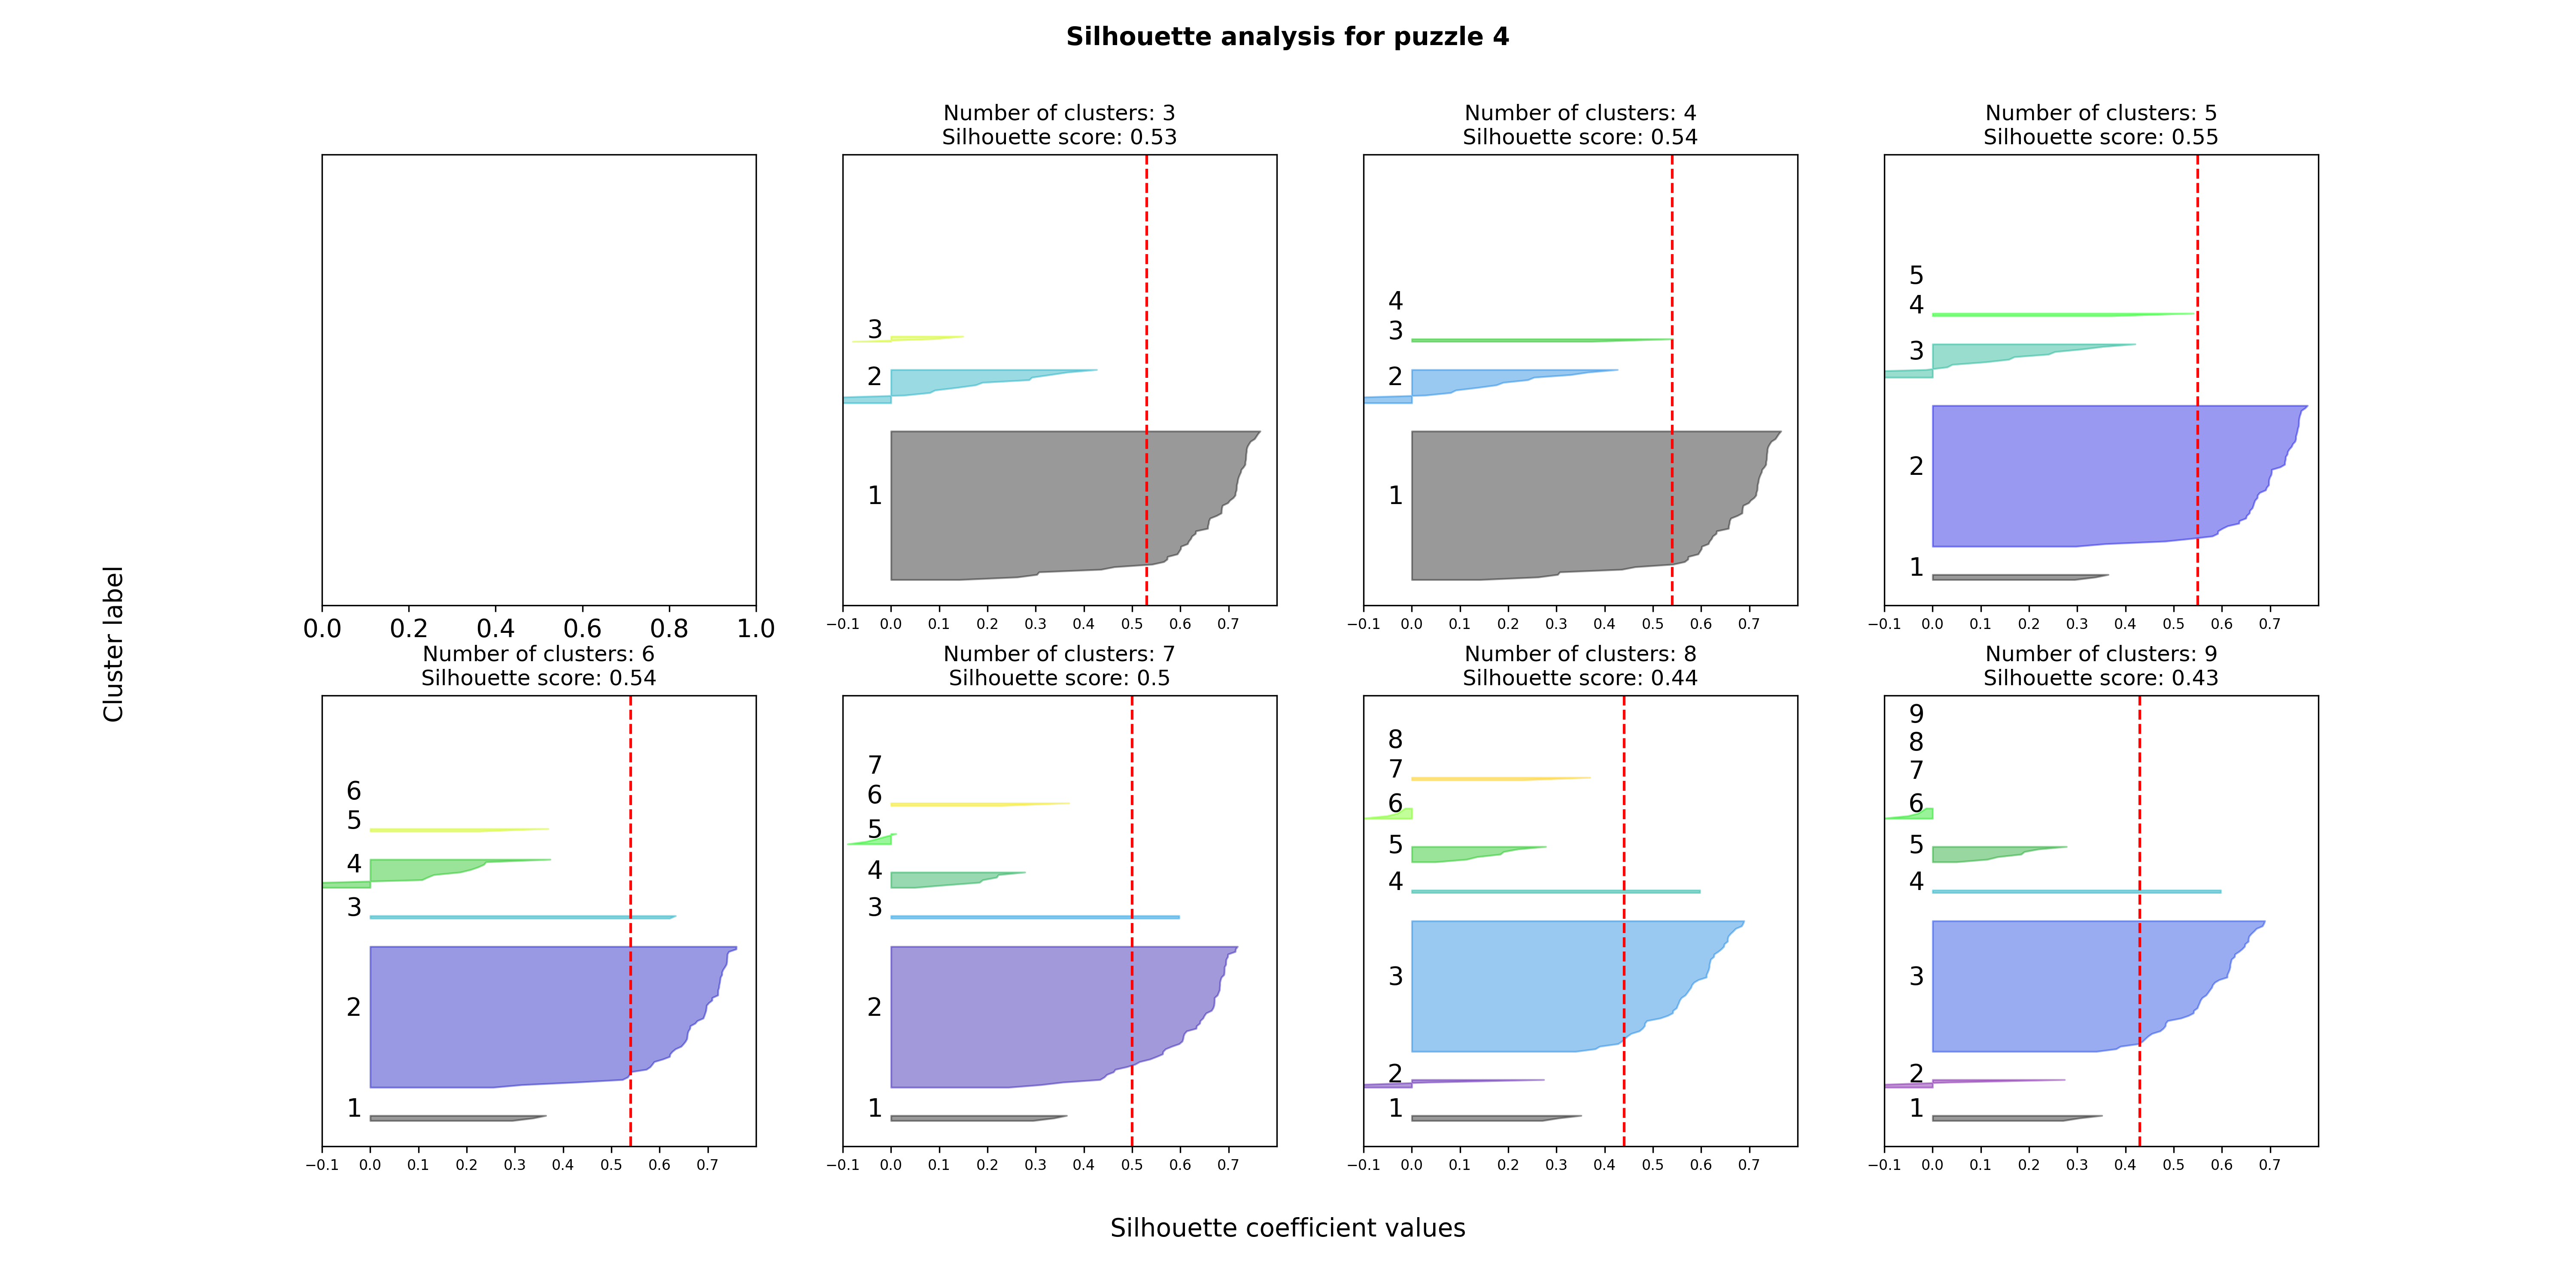 Silhouette analysis for puzzle 4
Number of clusters: 3
Silhouette score: 0.53
Number of clusters: 4
Silhouette score: 0.54
Number of clusters: 5
Silhouette score: 0.55
0.0 0.2 0.4 0.6 0.8 1.0
3
2
1
−0.1 0.0 0.1 0.2 0.3 0.4 0.5 0.6 0.7
4
3
2
1
−0.1 0.0 0.1 0.2 0.3 0.4 0.5 0.6 0.7
5
4
3
2
1
−0.1 0.0 0.1 0.2 0.3 0.4 0.5 0.6 0.7
Cluster label
Number of clusters: 6
Silhouette score: 0.54
6
5
4
3
2
1
−0.1 0.0 0.1 0.2 0.3 0.4 0.5 0.6 0.7
Number of clusters: 7
Silhouette score: 0.5
7
6
5
4
3
2
1
−0.1 0.0 0.1 0.2 0.3 0.4 0.5 0.6 0.7
Number of clusters: 8
Silhouette score: 0.44
8
7
6
5
4
3
2
1
−0.1 0.0 0.1 0.2 0.3 0.4 0.5 0.6 0.7
Number of clusters: 9
Silhouette score: 0.43
9
8
7
6
5
4
3
2
1
−0.1 0.0 0.1 0.2 0.3 0.4 0.5 0.6 0.7
Silhouette coefficient values